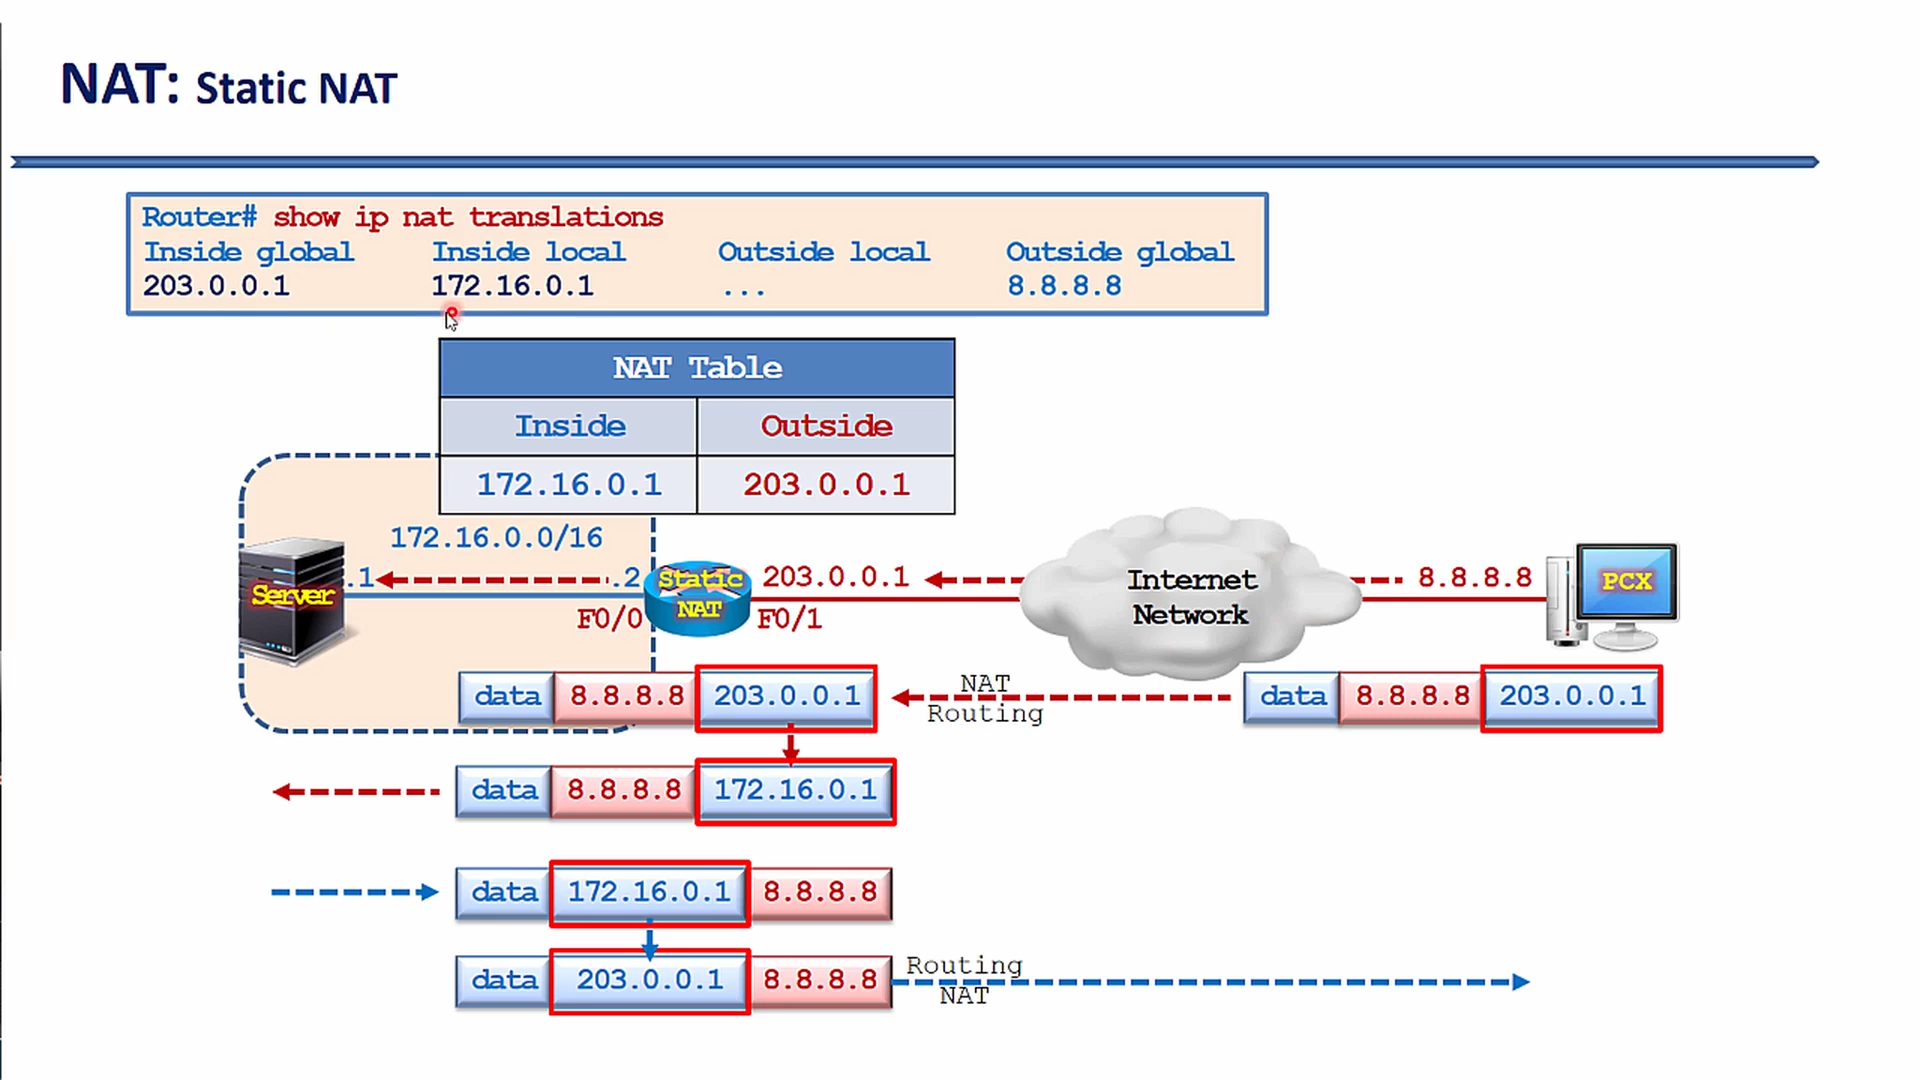 NAT: Static NAT
Router# show ip nat translations
Inside global Inside local Outside local Outside global
203.0.0.1 172.16.0.1 ... 8.8.8.8
NAT Table
Inside Outside
172.16.0.1 203.0.0.1
172.16.0.0/16
Server .1 .2 Static NAT 203.0.0.1 Internet Network 8.8.8.8 PCX
F0/0 F0/1
data 8.8.8.8 203.0.0.1 NAT Routing data 8.8.8.8 203.0.0.1
data 8.8.8.8 172.16.0.1
data 172.16.0.1 8.8.8.8
data 203.0.0.1 8.8.8.8 Routing NAT